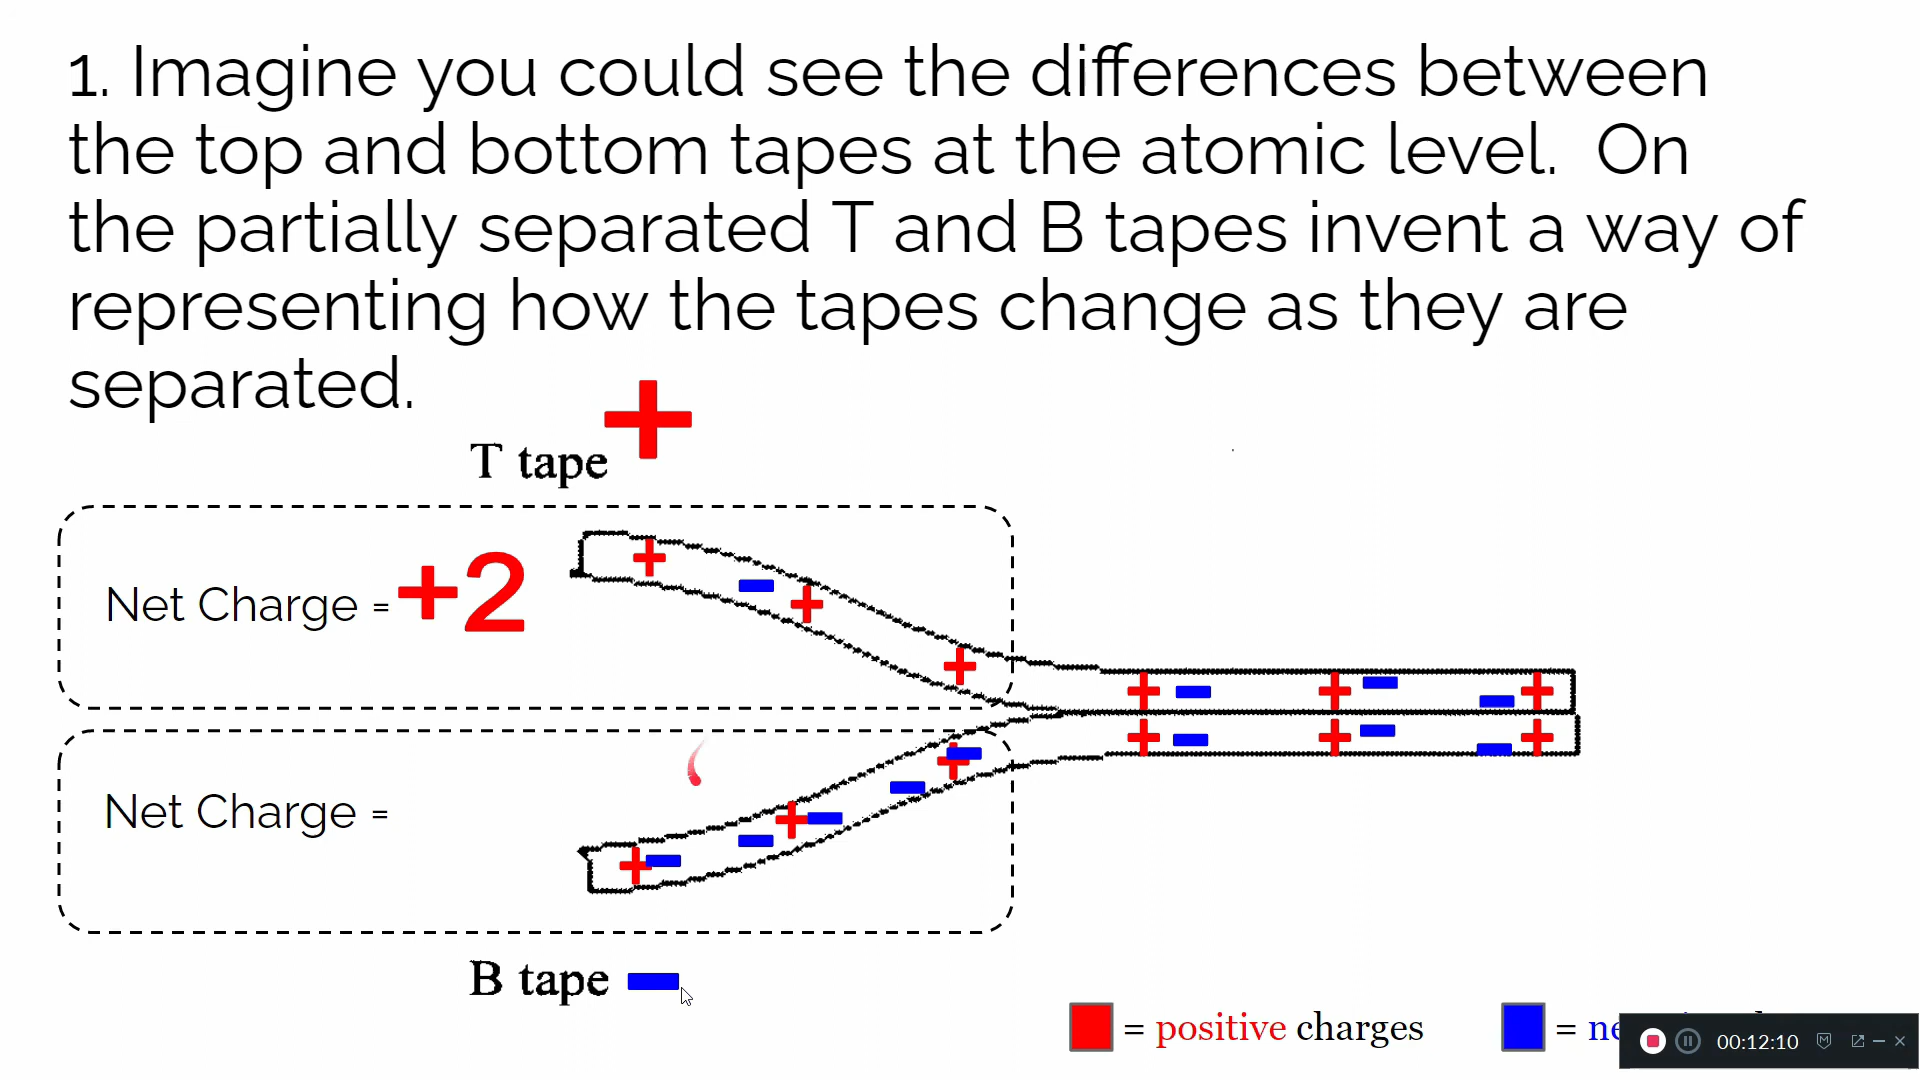 1. Imagine you could see the differences between
the top and bottom tapes at the atomic level. On
the partially separated T and B tapes invent a way of
representing how the tapes change as they are
separated.
T tape +
Net Charge = +2
Net Charge =
B tape -
= positive charges
= ne
00:12:10